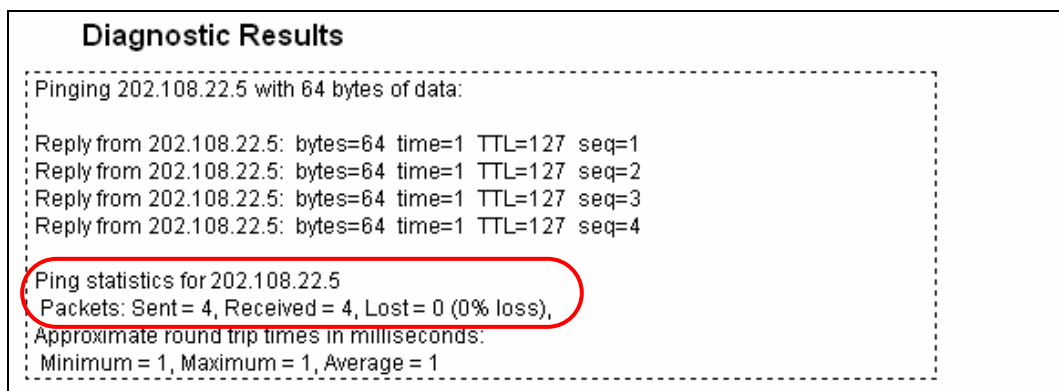 Diagnostic Results
Pinging 202.108.22.5 with 64 bytes of data:
Reply from 202.108.22.5: bytes=64 time=1 TTL=127 seq=1
Reply from 202.108.22.5: bytes=64 time=1 TTL=127 seq=2
Reply from 202.108.22.5: bytes=64 time=1 TTL=127 seq=3
Reply from 202.108.22.5: bytes=64 time=1 TTL=127 seq=4
Ping statistics for 202.108.22.5
Packets: Sent = 4, Received = 4, Lost = 0 (0% loss),
Approximate round trip times in milliseconds:
Minimum = 1, Maximum = 1, Average = 1